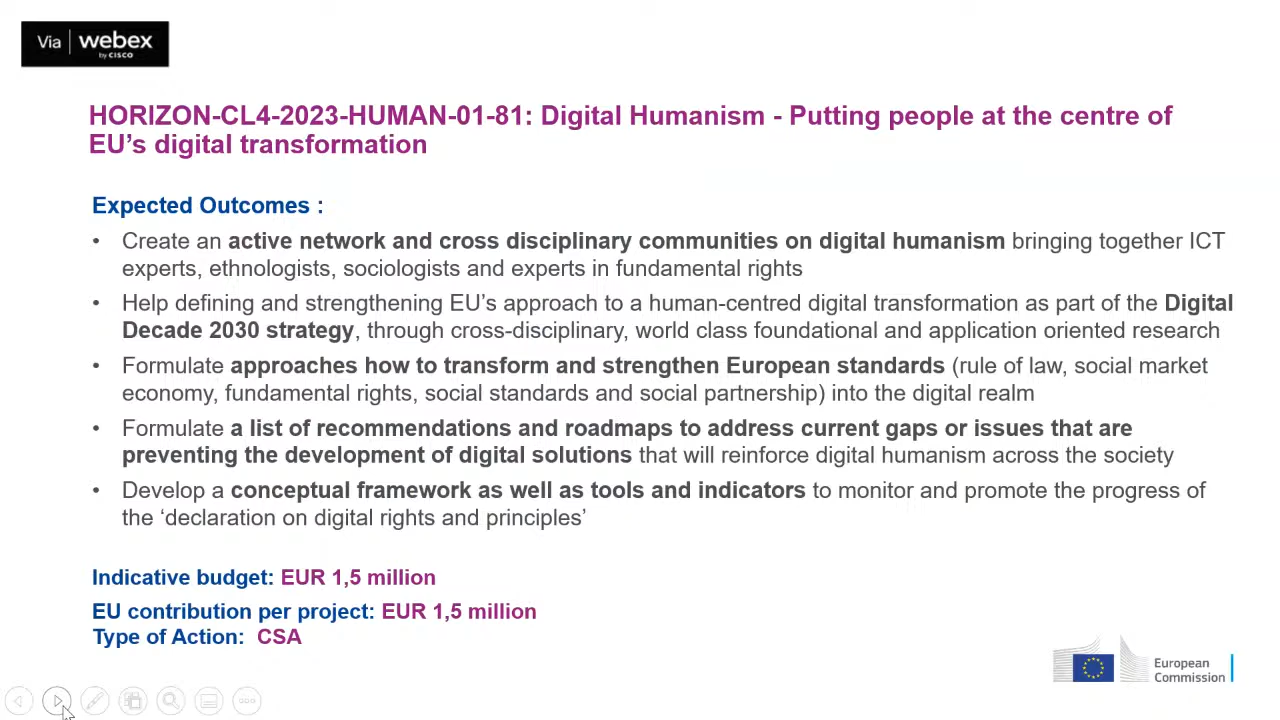 Via | webex
by CISCO
HORIZON-CL4-2023-HUMAN-01-81: Digital Humanism - Putting people at the centre of
EU’s digital transformation
Expected Outcomes :
• Create an active network and cross disciplinary communities on digital humanism bringing together ICT
experts, ethnologists, sociologists and experts in fundamental rights
• Help defining and strengthening EU’s approach to a human-centred digital transformation as part of the Digital
Decade 2030 strategy, through cross-disciplinary, world class foundational and application oriented research
• Formulate approaches how to transform and strengthen European standards (rule of law, social market
economy, fundamental rights, social standards and social partnership) into the digital realm
• Formulate a list of recommendations and roadmaps to address current gaps or issues that are
preventing the development of digital solutions that will reinforce digital humanism across the society
• Develop a conceptual framework as well as tools and indicators to monitor and promote the progress of
the ‘declaration on digital rights and principles’
Indicative budget: EUR 1,5 million
EU contribution per project: EUR 1,5 million
Type of Action: CSA
European
Commission